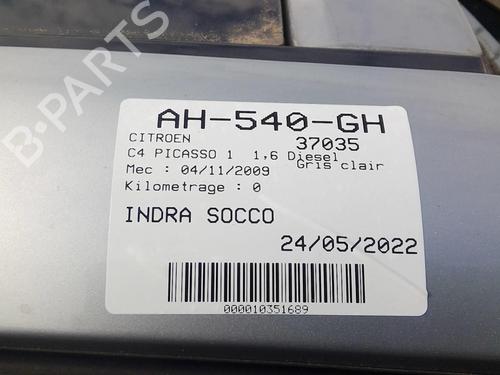 AH-540-GH
CITROEN 37035
C4 PICASSO 1 1,6 Diesel
Gris clair
Mec : 04/11/2009
Kilometrage : 0
INDRA SOCCO
24/05/2022
000010351689
B-Parts